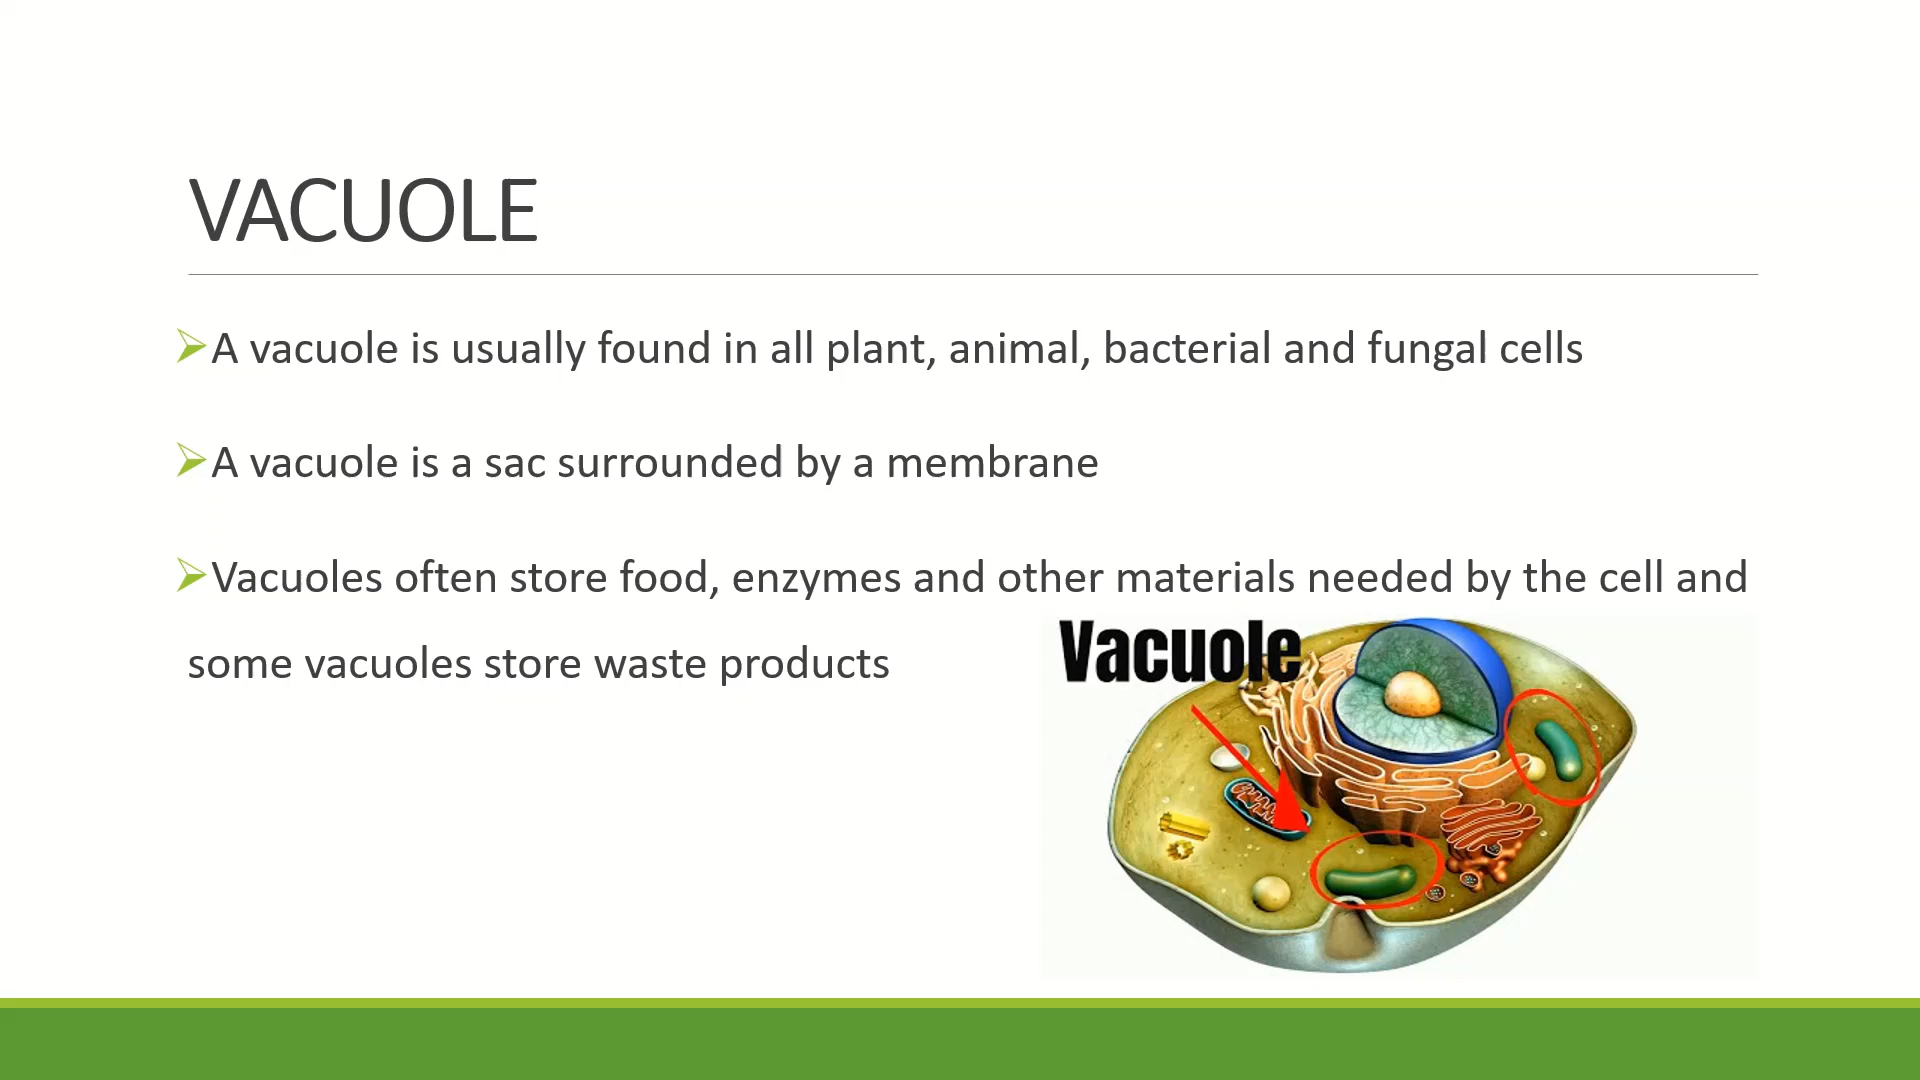 VACUOLE
A vacuole is usually found in all plant, animal, bacterial and fungal cells
A vacuole is a sac surrounded by a membrane
Vacuoles often store food, enzymes and other materials needed by the cell and
some vacuoles store waste products
Vacuole